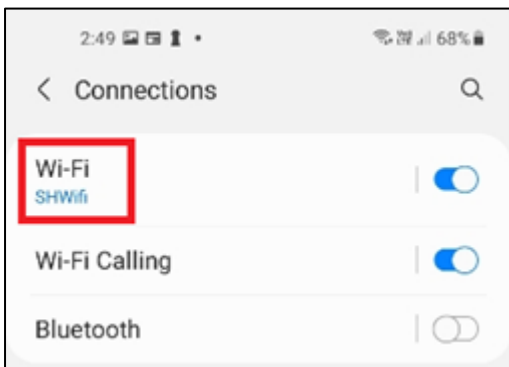 2:49 68%
Connections
Wi-Fi
SHWifi
Wi-Fi Calling
Bluetooth